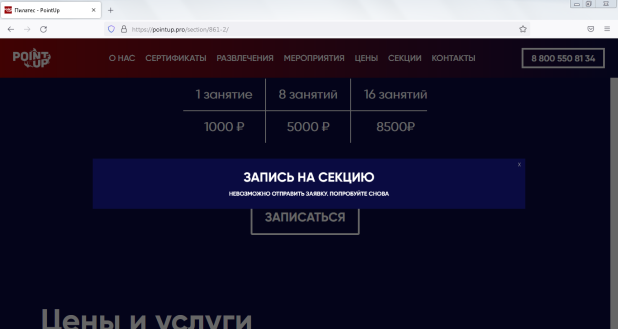 Пилатес - PointUp
https://pointup.pro/section/861-2/
POINT UP
О НАС СЕРТИФИКАТЫ РАЗВЛЕЧЕНИЯ МЕРОПРИЯТИЯ ЦЕНЫ СЕКЦИИ КОНТАКТЫ 8 800 550 81 34
1 занятие 8 занятий 16 занятий
1000 ₽ 5000 ₽ 8500₽
x
ЗАПИСЬ НА СЕКЦИЮ
НЕВОЗМОЖНО ОТПРАВИТЬ ЗАЯВКУ. ПОПРОБУЙТЕ СНОВА
ЗАПИСАТЬСЯ
Цены и услуги